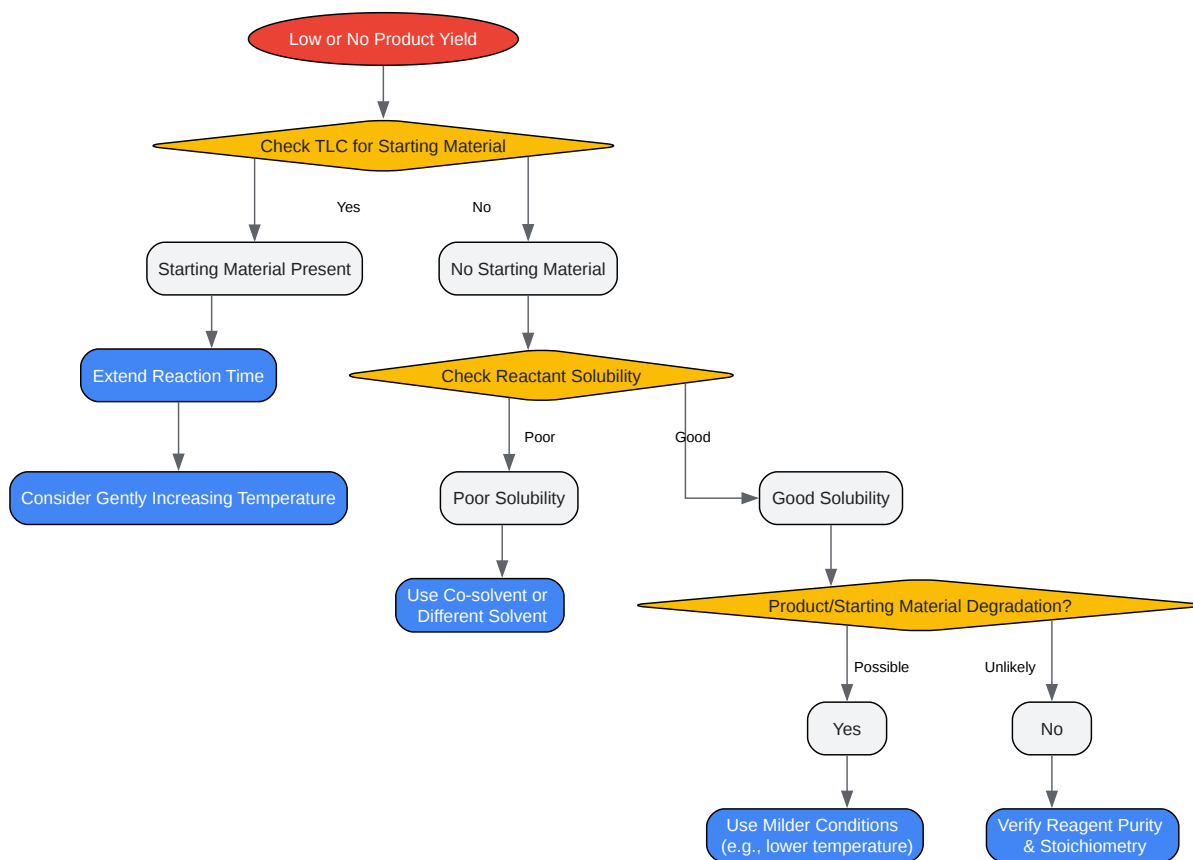 Low or No Product Yield
Check TLC for Starting Material
Yes
No
Starting Material Present
No Starting Material
Extend Reaction Time
Check Reactant Solubility
Poor
Good
Consider Gently Increasing Temperature
Poor Solubility
Good Solubility
Use Co-solvent or
Different Solvent
Product/Starting Material Degradation?
Possible
Unlikely
Yes
No
Use Milder Conditions
(e.g., lower temperature)
Verify Reagent Purity
& Stoichiometry